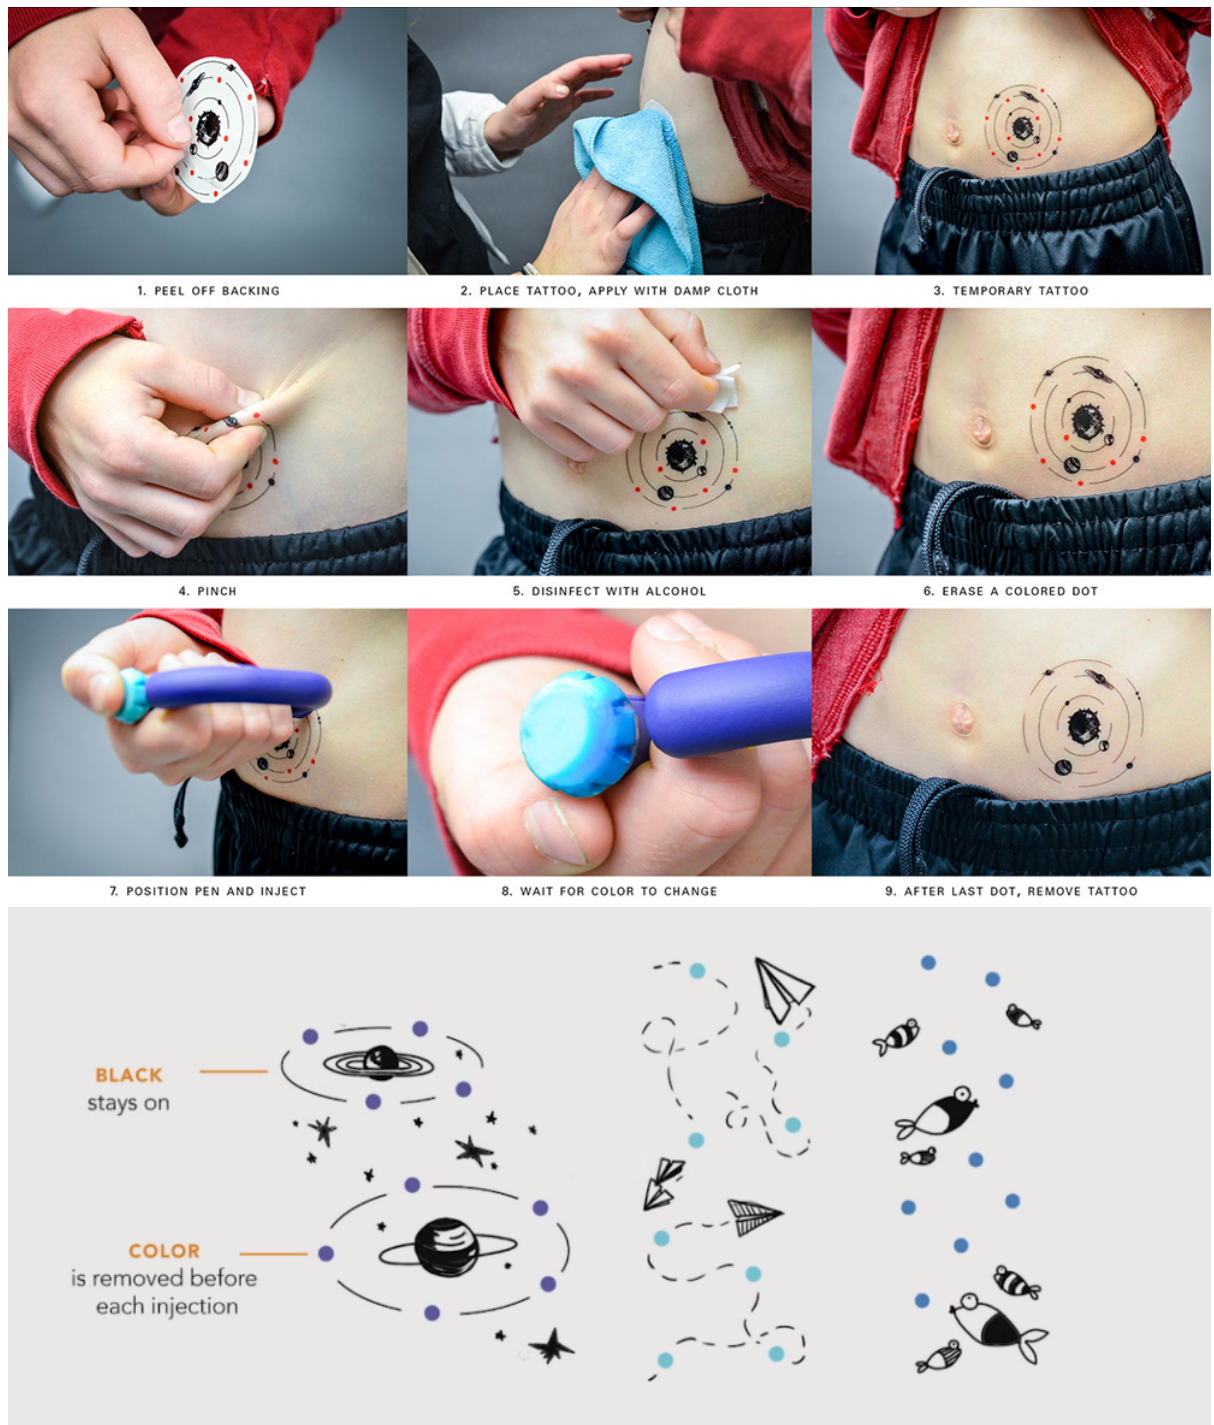 1. PEEL OFF BACKING
2. PLACE TATTOO, APPLY WITH DAMP CLOTH
3. TEMPORARY TATTOO
4. PINCH
5. DISINFECT WITH ALCOHOL
6. ERASE A COLORED DOT
7. POSITION PEN AND INJECT
8. WAIT FOR COLOR TO CHANGE
9. AFTER LAST DOT, REMOVE TATTOO
BLACK
stays on
COLOR
is removed before
each injection